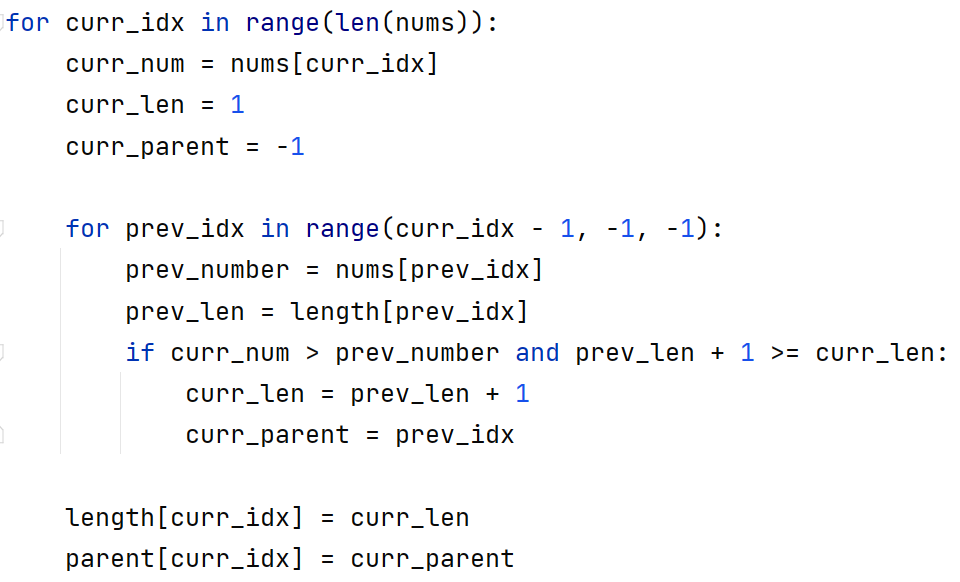 for curr_idx in range(len(nums)):
    curr_num = nums[curr_idx]
    curr_len = 1
    curr_parent = -1
    for prev_idx in range(curr_idx - 1, -1, -1):
        prev_number = nums[prev_idx]
        prev_len = length[prev_idx]
        if curr_num > prev_number and prev_len + 1 >= curr_len:
            curr_len = prev_len + 1
            curr_parent = prev_idx
    length[curr_idx] = curr_len
    parent[curr_idx] = curr_parent